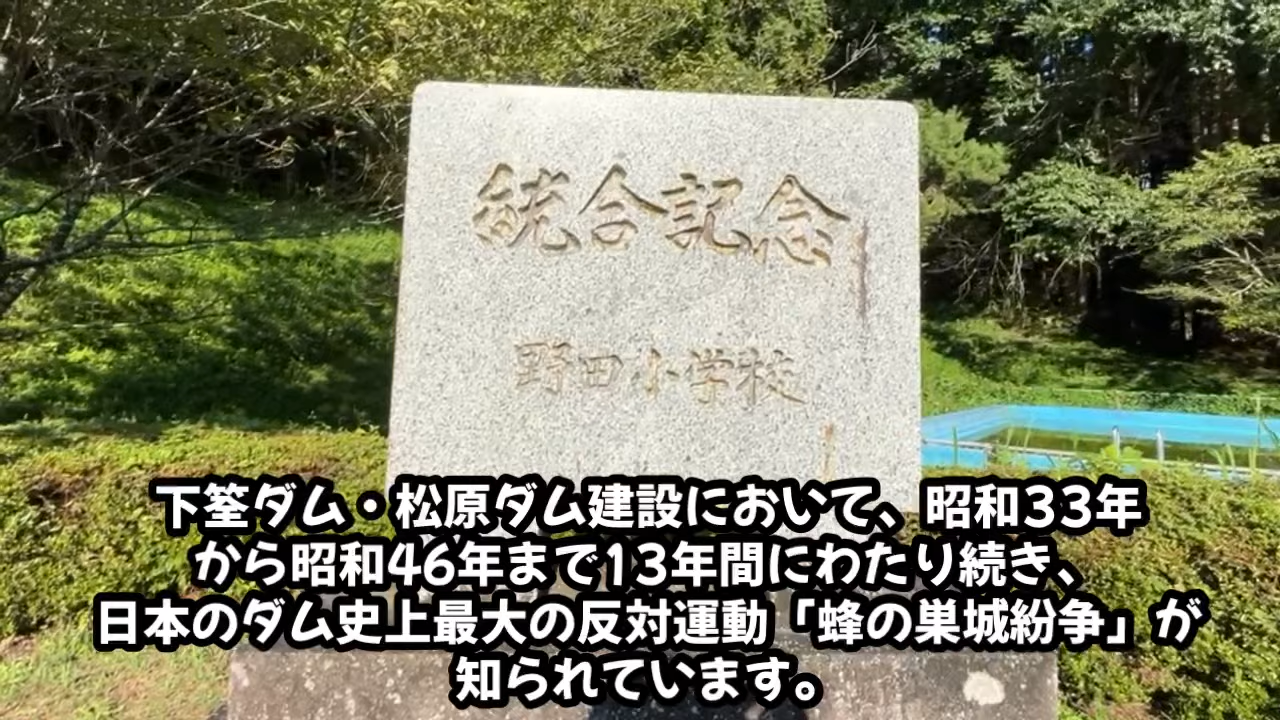 統合記念
野田小学校
下筌ダム・松原ダム建設において、昭和33年
から昭和46年まで13年間にわたり続き、
日本のダム史上最大の反対運動「蜂の巣城紛争」が
知られています。